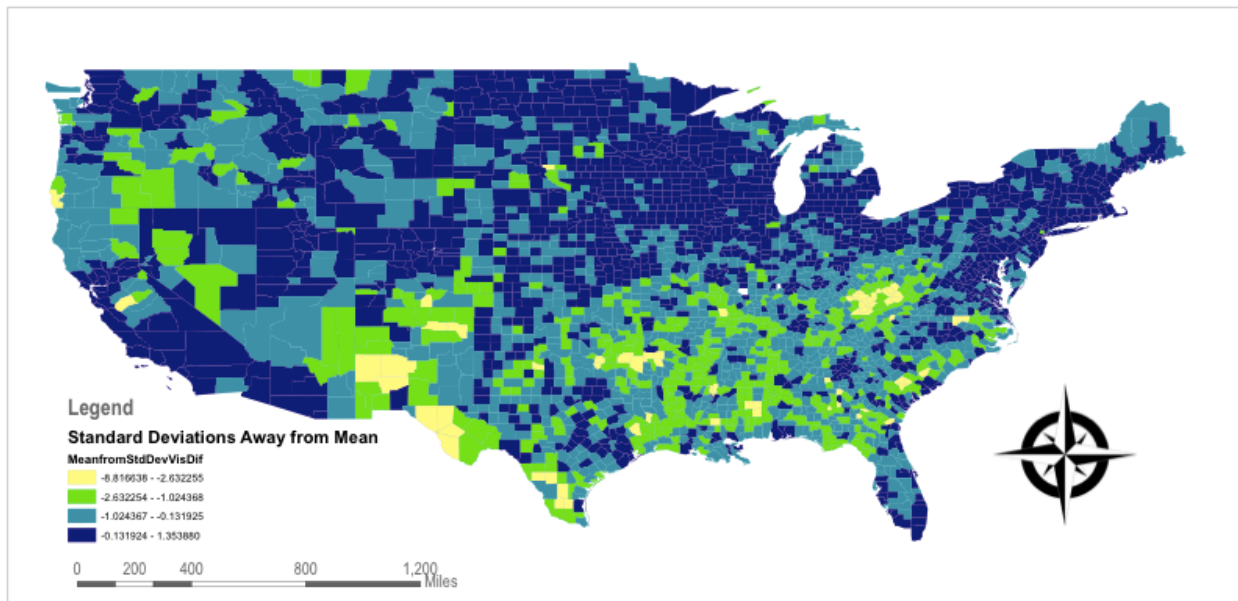 Legend
Standard Deviations Away from Mean
MeanfromStdDevVisDif
-8.816638 - -2.632255
-2.632254 - -1.024368
-1.024367 - -0.131925
-0.131924 - 1.353880
0 200 400 800 1,200
Miles